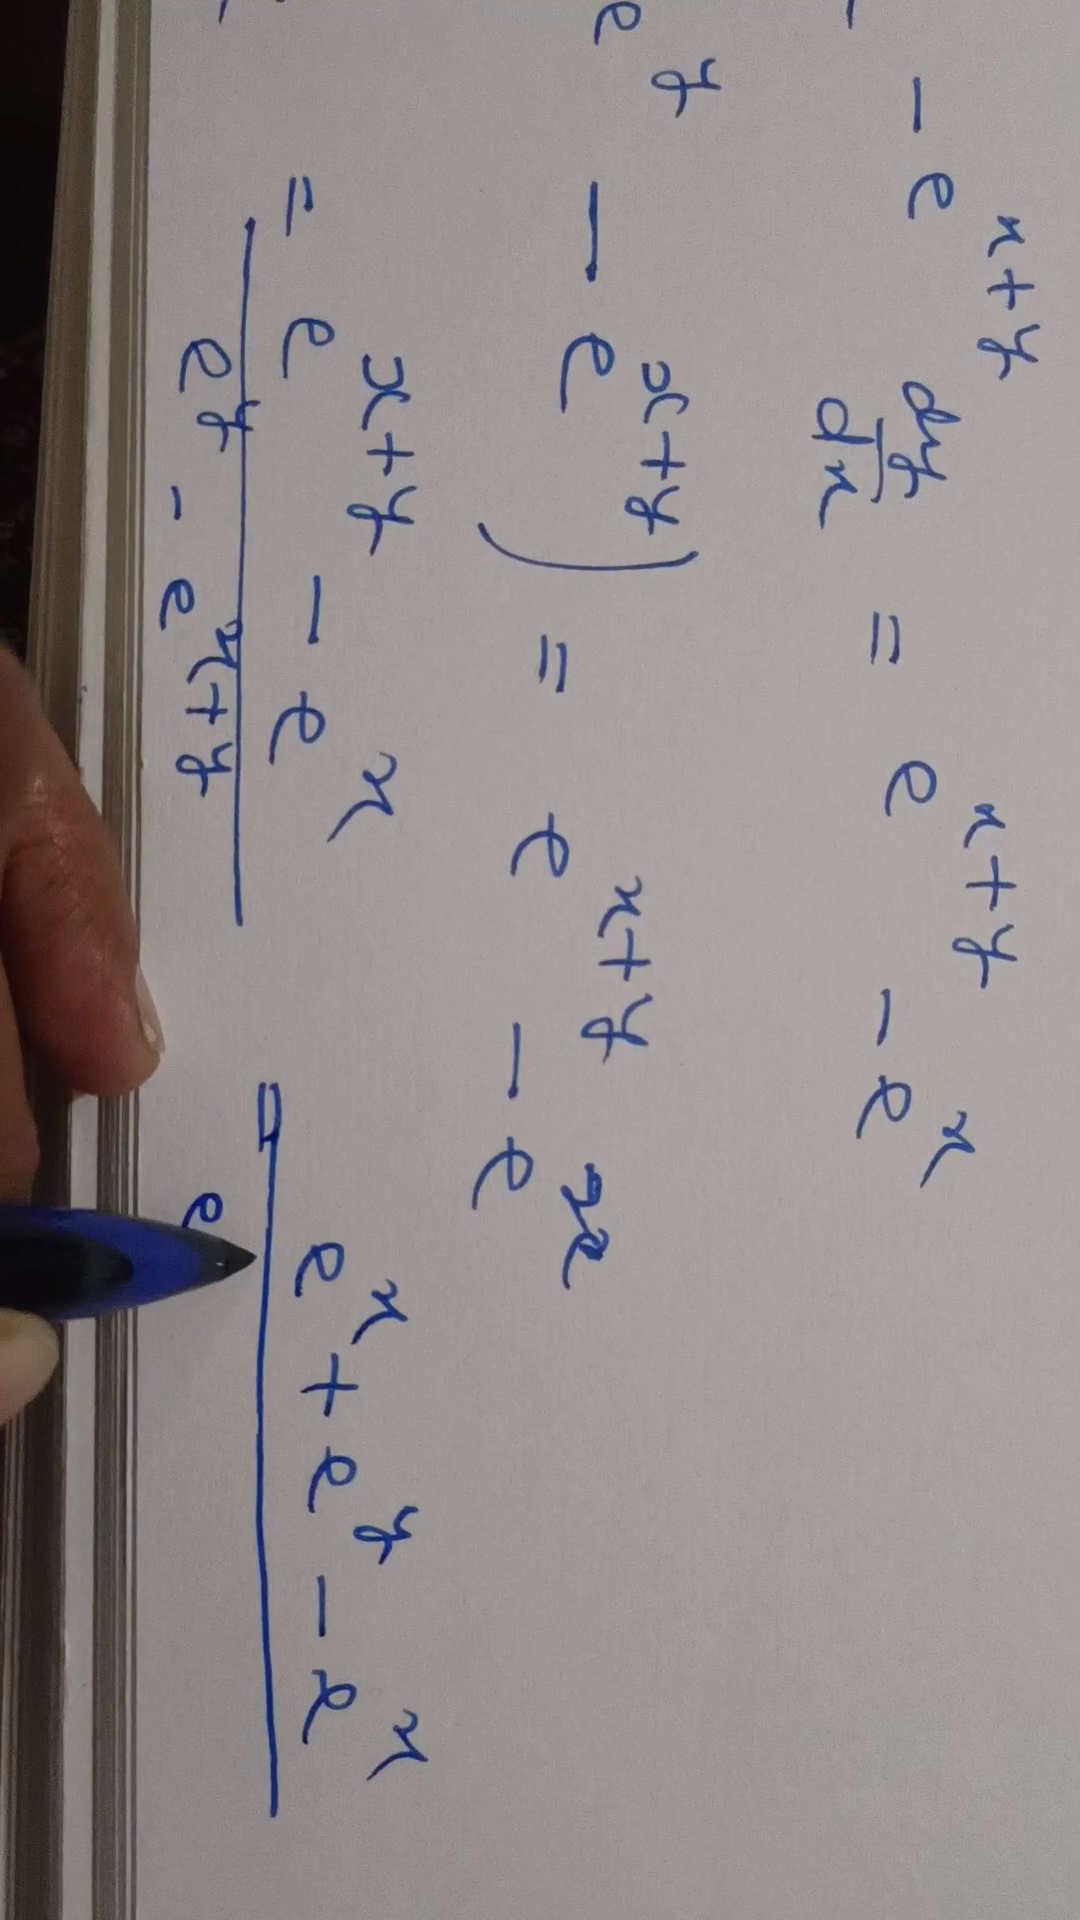 - e^{x+y} dy/dx = e^{x+y} - e^x
e^y - e^{x+y}) = e^{x+y} - e^x
= (e^{x+y} - e^x)/(e^y - e^{x+y}) = (e^x + e^y - e^x)/(e